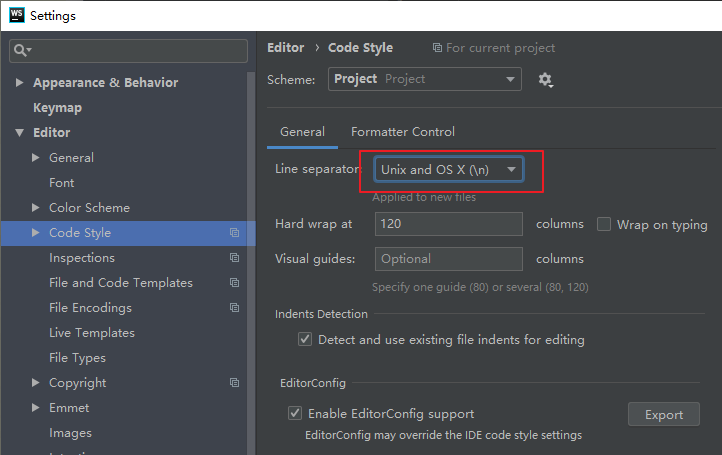 WS Settings
Editor › Code Style For current project
Scheme: Project Project
Appearance & Behavior
Keymap
Editor
General
Font
Color Scheme
Code Style
Inspections
File and Code Templates
File Encodings
Live Templates
File Types
Copyright
Emmet
Images
General Formatter Control
Line separator Unix and OS X (\n)
Applied to new files
Hard wrap at 120 columns Wrap on typing
Visual guides: Optional columns
Specify one guide (80) or several (80, 120)
Indents Detection
Detect and use existing file indents for editing
EditorConfig
Enable EditorConfig support Export
EditorConfig may override the IDE code style settings